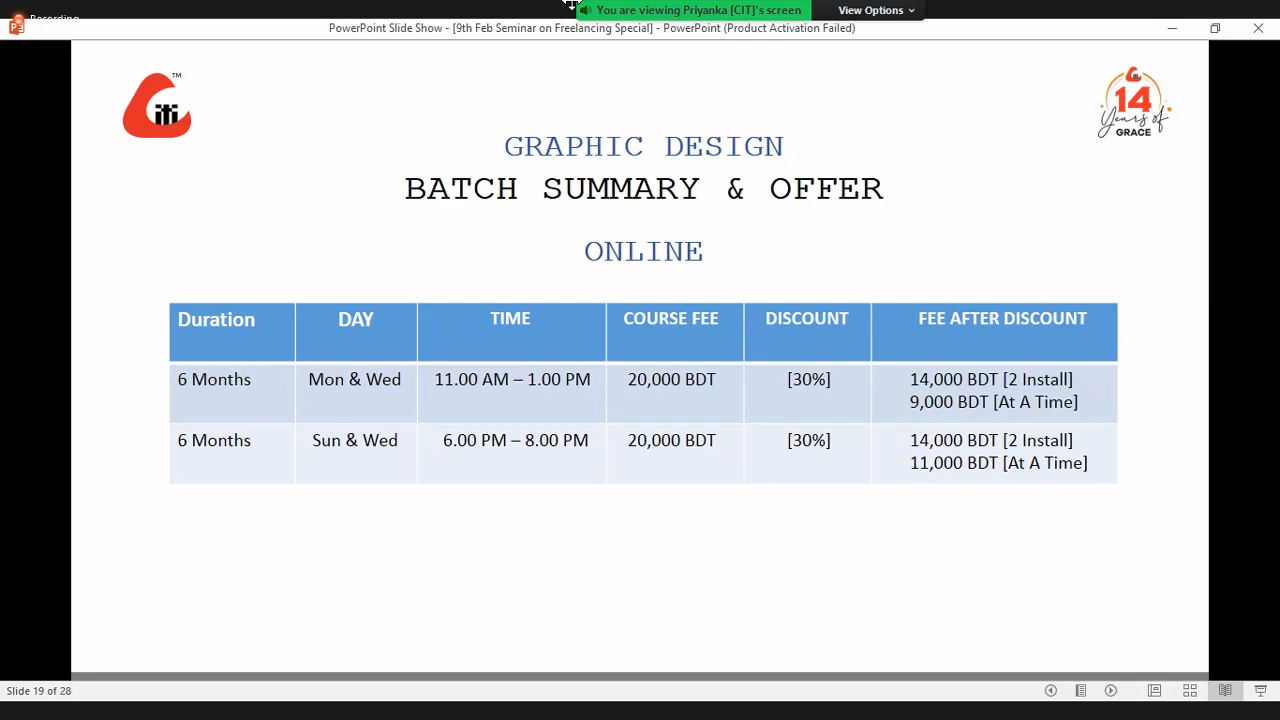 Recording
You are viewing Priyanka [CIT]'s screen
View Options
PowerPoint Slide Show - [9th Feb Seminar on Freelancing Special] - PowerPoint (Product Activation Failed)
TM
14
Years of
GRACE
GRAPHIC DESIGN
BATCH SUMMARY & OFFER
ONLINE
Duration DAY TIME COURSE FEE DISCOUNT FEE AFTER DISCOUNT
6 Months Mon & Wed 11.00 AM – 1.00 PM 20,000 BDT [30%] 14,000 BDT [2 Install]
9,000 BDT [At A Time]
6 Months Sun & Wed 6.00 PM – 8.00 PM 20,000 BDT [30%] 14,000 BDT [2 Install]
11,000 BDT [At A Time]
Slide 19 of 28